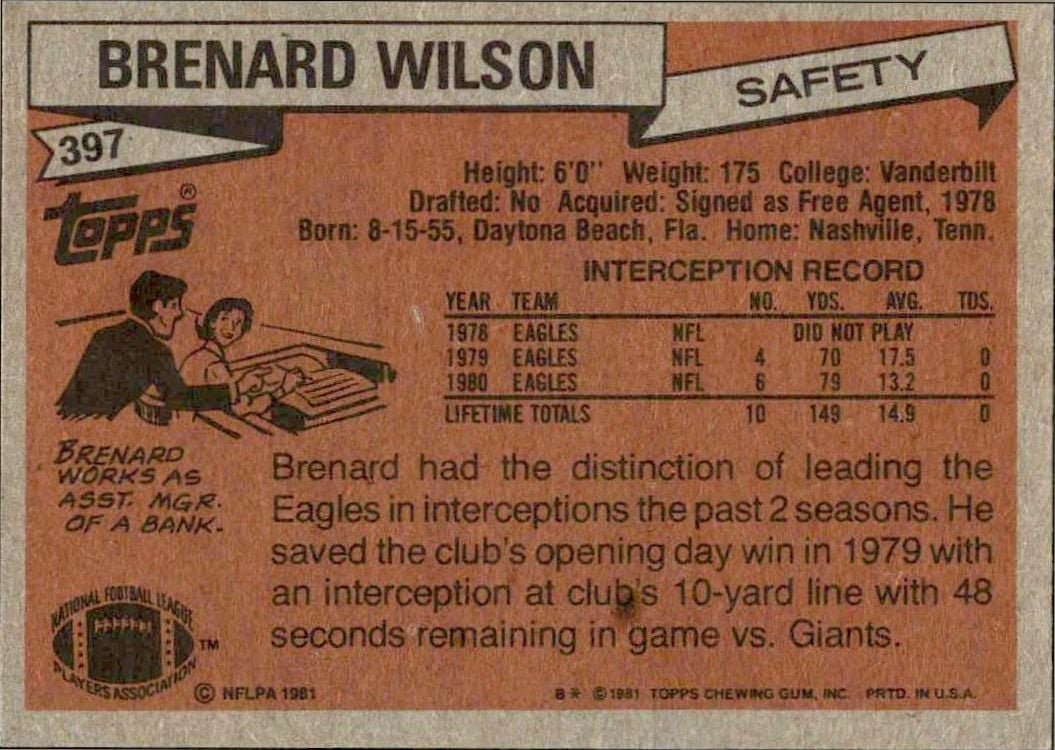 BRENARD WILSON
SAFETY
397
TOPPS®
Height: 6'0" Weight: 175 College: Vanderbilt
Drafted: No Acquired: Signed as Free Agent, 1978
Born: 8-15-55, Daytona Beach, Fla. Home: Nashville, Tenn.
INTERCEPTION RECORD
YEAR TEAM NO. YDS. AVG. TDS.
1978 EAGLES NFL DID NOT PLAY
1979 EAGLES NFL 4 70 17.5 0
1980 EAGLES NFL 6 79 13.2 0
LIFETIME TOTALS 10 149 14.9 0
BRENARD
WORKS AS
ASST. MGR.
OF A BANK.
Brenard had the distinction of leading the
Eagles in interceptions the past 2 seasons. He
saved the club's opening day win in 1979 with
an interception at club's 10-yard line with 48
seconds remaining in game vs. Giants.
NATIONAL FOOTBALL LEAGUE
PLAYERS ASSOCIATION
TM
© NFLPA 1981
B* © 1981 TOPPS CHEWING GUM, INC. PRTD. IN U.S.A.